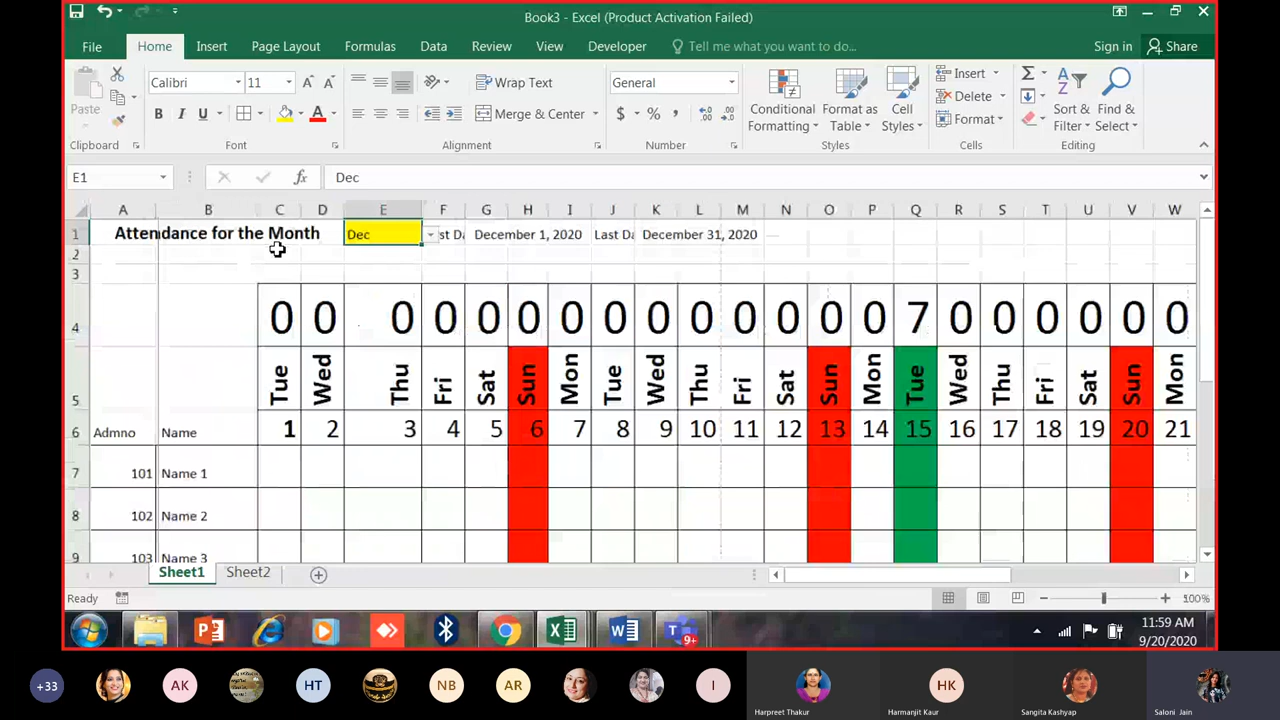 Book3 - Excel (Product Activation Failed)
File Home Insert Page Layout Formulas Data Review View Developer Tell me what you want to do... Sign in Share
Paste Calibri 11 Wrap Text General Conditional Formatting Format as Table Cell Styles Insert Sort & Filter Find & Select
B I U Merge & Center $ % , Delete
Format
Clipboard Font Alignment Number Styles Cells Editing
E1 fx Dec
A B C D E F G H I J K L M N O P Q R S T U V W
1 Attendance for the Month Dec st Da December 1, 2020 Last Da December 31, 2020
2
3
4 0 0 0 0 0 0 0 0 0 0 0 0 0 0 7 0 0 0 0 0 0
5 Tue Wed Thu Fri Sat Sun Mon Tue Wed Thu Fri Sat Sun Mon Tue Wed Thu Fri Sat Sun Mon
6 Admno Name 1 2 3 4 5 6 7 8 9 10 11 12 13 14 15 16 17 18 19 20 21
7 101 Name 1
8 102 Name 2
9 103 Name 3
Sheet1 Sheet2
Ready 100%
9+ 11:59 AM
9/20/2020
+33 AK HT NB AR I HK
Harpreet Thakur Harmanjit Kaur Sangita Kashyap Saloni Jain